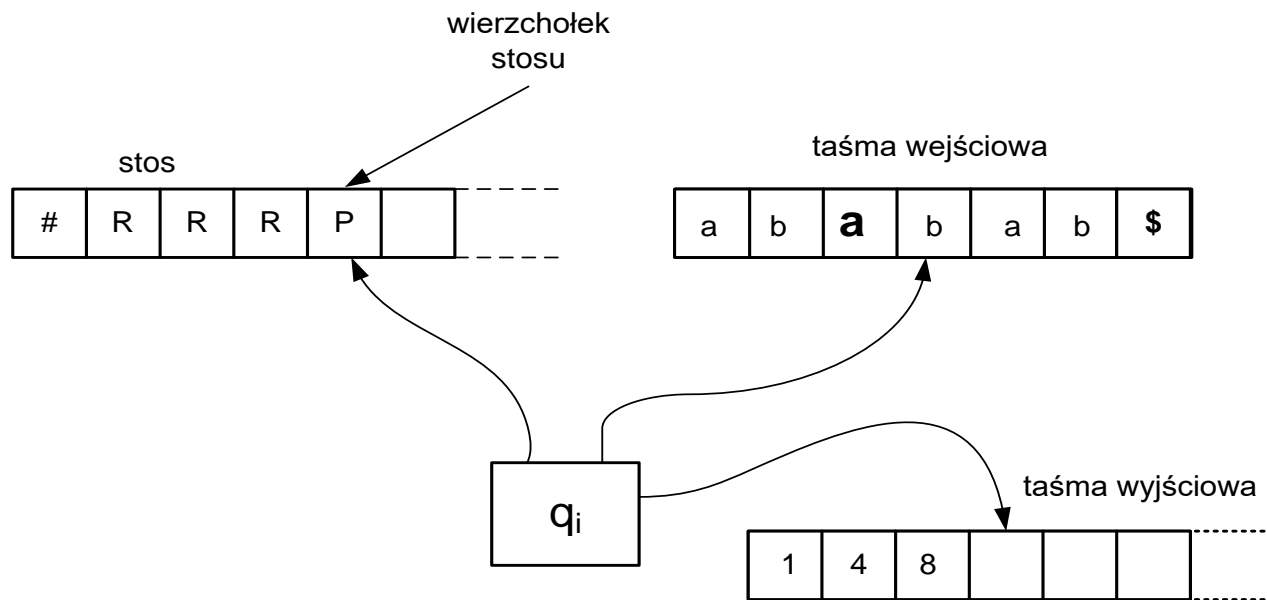 wierzchołek
stosu
stos
taśma wejściowa
# R R R P
a b a b a b $
qi
taśma wyjściowa
1 4 8